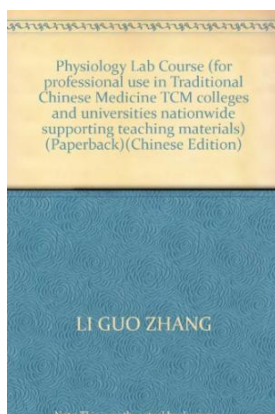 Physiology Lab Course (for
professional use in Traditional
Chinese Medicine TCM colleges
and universities nationwide
supporting teaching materials)
(Paperback)(Chinese Edition)
LI GUO ZHANG